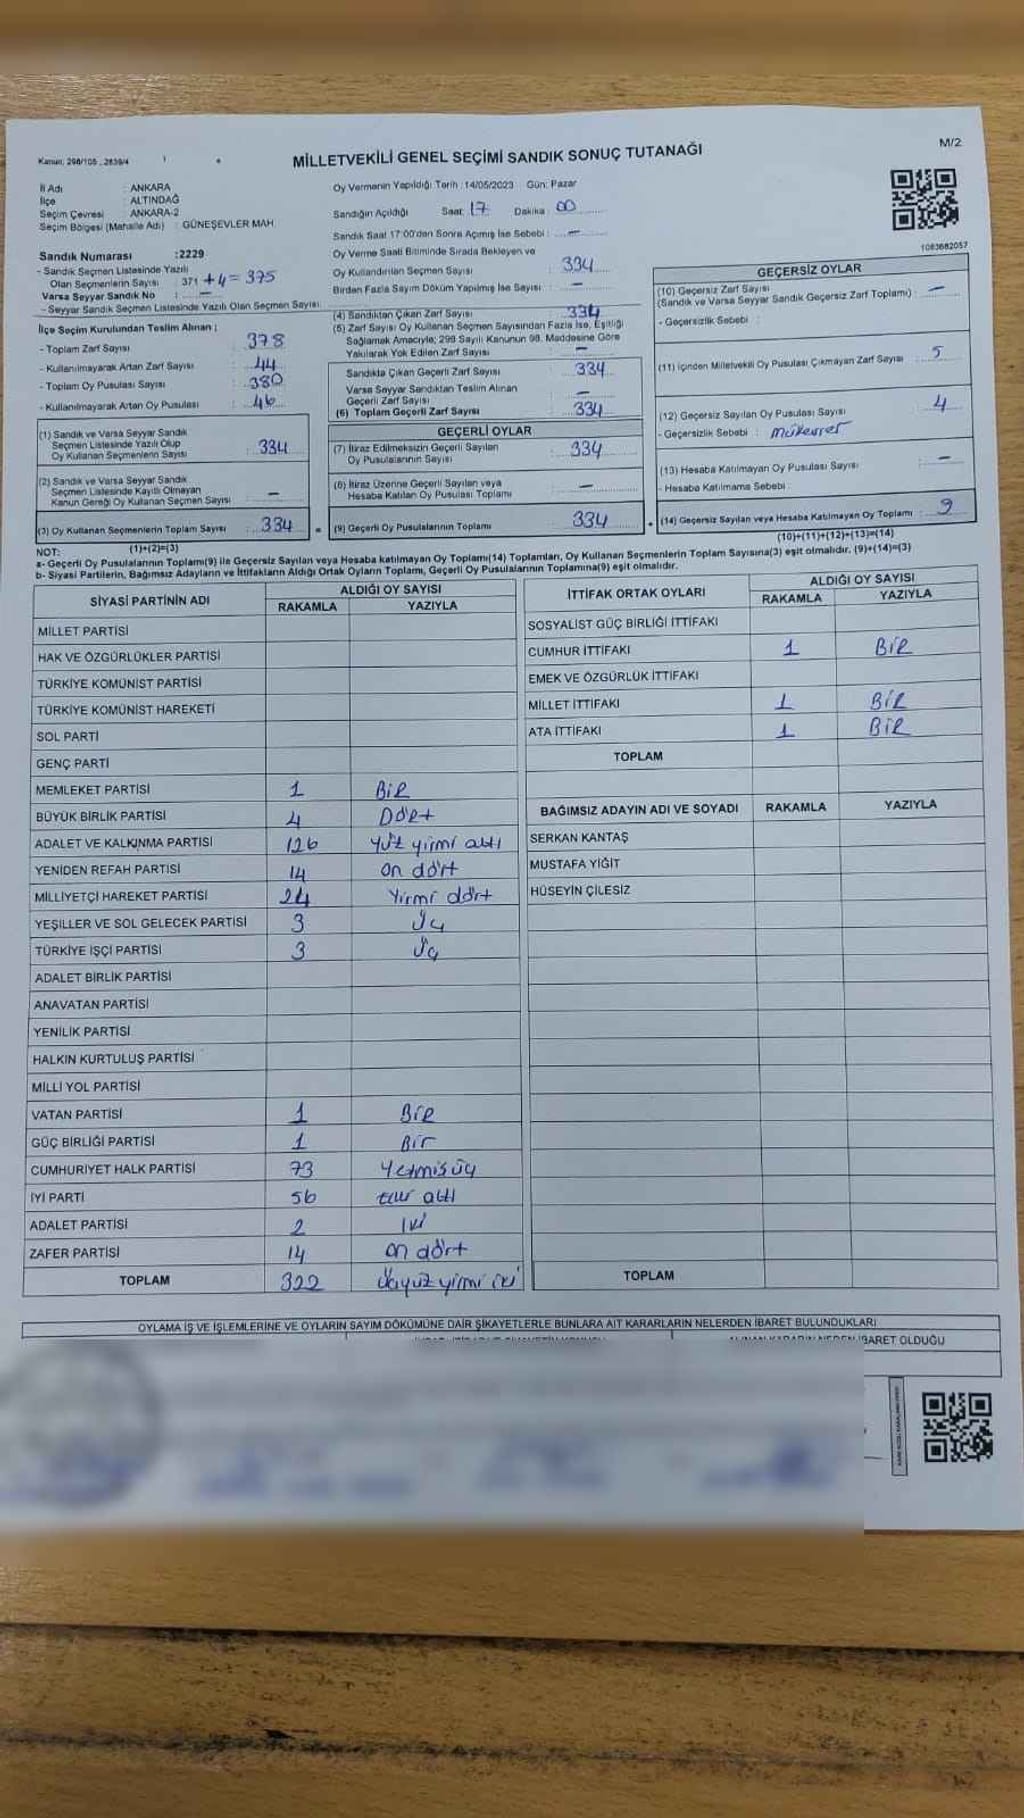 Kanun; 298/105 , 2839/4
M/2
MİLLETVEKİLİ GENEL SEÇİMİ SANDIK SONUÇ TUTANAĞI
İl Adı : ANKARA
İlçe : ALTINDAĞ
Seçim Çevresi : ANKARA-2
Seçim Bölgesi (Mahalle Adı) : GÜNEŞEVLER MAH.
Oy Vermenin Yapıldığı: Tarih : 14/05/2023 Gün: Pazar
Sandığın Açıldığı Saat: 17 Dakika : 00
Sandık Saat 17:00'dan Sonra Açılmış İse Sebebi : -
Oy Verme Saati Bitiminde Sırada Bekleyen ve
Oy Kullandırılan Seçmen Sayısı : 334
Birden Fazla Sayım Döküm Yapılmış İse Sayısı : -
1083682057
Sandık Numarası :2229
- Sandık Seçmen Listesinde Yazılı
Olan Seçmenlerin Sayısı : 371 +4= 375
Varsa Seyyar Sandık No : -
- Seyyar Sandık Seçmen Listesinde Yazılı Olan Seçmen Sayısı:
İlçe Seçim Kurulundan Teslim Alınan ;
- Toplam Zarf Sayısı : 378
- Kullanılmayarak Artan Zarf Sayısı : 44
- Toplam Oy Pusulası Sayısı : 380
- Kullanılmayarak Artan Oy Pusulası : 46
(1) Sandık ve Varsa Seyyar Sandık
Seçmen Listesinde Yazılı Olup
Oy Kullanan Seçmenlerin Sayısı : 334
(2) Sandık ve Varsa Seyyar Sandık
Seçmen Listesinde Kayıtlı Olmayan
Kanun Gereği Oy Kullanan Seçmen Sayısı : -
(3) Oy Kullanan Seçmenlerin Toplam Sayısı : 334
(1)+(2)=(3)
(4) Sandıktan Çıkan Zarf Sayısı : 334
(5) Zarf Sayısı Oy Kullanan Seçmen Sayısından Fazla İse, Eşitliği
Sağlamak Amacıyle; 298 Sayılı Kanunun 98. Maddesine Göre
Yakılarak Yok Edilen Zarf Sayısı : -
Sandıkta Çıkan Geçerli Zarf Sayısı : 334
Varsa Seyyar Sandıktan Teslim Alınan
Geçerli Zarf Sayısı : -
(6) Toplam Geçerli Zarf Sayısı : 334
GEÇERLİ OYLAR
(7) İtiraz Edilmeksizin Geçerli Sayılan
Oy Pusulalarının Sayısı : 334
(8) İtiraz Üzerine Geçerli Sayılan veya
Hesaba Katılan Oy Pusulası Toplamı : -
= (9) Geçerli Oy Pusulalarının Toplamı : 334
GEÇERSİZ OYLAR
(10) Geçersiz Zarf Sayısı
(Sandık ve Varsa Seyyar Sandık Geçersiz Zarf Toplamı) : -
- Geçersizlik Sebebi :
(11) İçinden Milletvekili Oy Pusulası Çıkmayan Zarf Sayısı : 5
(12) Geçersiz Sayılan Oy Pusulası Sayısı : 4
- Geçersizlik Sebebi : mükerrer
(13) Hesaba Katılmayan Oy Pusulası Sayısı : -
- Hesaba Katılmama Sebebi :
+ (14) Geçersiz Sayılan veya Hesaba Katılmayan Oy Toplamı : 9
(10)+(11)+(12)+(13)=(14)
NOT:
a- Geçerli Oy Pusulalarının Toplamı(9) ila Geçersiz Sayılan veya Hesaba katılmayan Oy Toplamı(14) Toplamları, Oy Kullanan Seçmenlerin Toplam Sayısına(3) eşit olmalıdır. (9)+(14)=(3)
b- Siyasi Partilerin, Bağımsız Adayların ve İttifakların Aldığı Ortak Oyların Toplamı, Geçerli Oy Pusulalarının Toplamına(9) eşit olmalıdır.
SİYASİ PARTİNİN ADI ALDIĞI OY SAYISI
RAKAMLA YAZIYLA
MİLLET PARTİSİ
HAK VE ÖZGÜRLÜKLER PARTİSİ
TÜRKİYE KOMÜNİST PARTİSİ
TÜRKİYE KOMÜNİST HAREKETİ
SOL PARTİ
GENÇ PARTİ
MEMLEKET PARTİSİ 1 BİR
BÜYÜK BİRLİK PARTİSİ 4 Dört
ADALET VE KALKINMA PARTİSİ 126 yüz yirmi altı
YENİDEN REFAH PARTİSİ 14 on dört
MİLLİYETÇİ HAREKET PARTİSİ 24 Yirmi dört
YEŞİLLER VE SOL GELECEK PARTİSİ 3 Üç
TÜRKİYE İŞÇİ PARTİSİ 3 Üç
ADALET BİRLİK PARTİSİ
ANAVATAN PARTİSİ
YENİLİK PARTİSİ
HALKIN KURTULUŞ PARTİSİ
MİLLİ YOL PARTİSİ
VATAN PARTİSİ 1 Bir
GÜÇ BİRLİĞİ PARTİSİ 1 Bir
CUMHURİYET HALK PARTİSİ 73 Yetmişüç
İYİ PARTİ 56 altı
ADALET PARTİSİ 2 İki
ZAFER PARTİSİ 14 on dört
TOPLAM 322 Üçyüz yirmi iki
İTTİFAK ORTAK OYLARI ALDIĞI OY SAYISI
RAKAMLA YAZIYLA
SOSYALİST GÜÇ BİRLİĞİ İTTİFAKI
CUMHUR İTTİFAKI 1 BİR
EMEK VE ÖZGÜRLÜK İTTİFAKI
MİLLET İTTİFAKI 1 BİR
ATA İTTİFAKI 1 BİR
TOPLAM
BAĞIMSIZ ADAYIN ADI VE SOYADI RAKAMLA YAZIYLA
SERKAN KANTAŞ
MUSTAFA YİĞİT
HÜSEYİN ÇİLESİZ
TOPLAM
OYLAMA İŞ VE İŞLEMLERİNE VE OYLARIN SAYIM DÖKÜMÜNE DAİR ŞİKAYETLERLE BUNLARA AİT KARARLARIN NELERDEN İBARET BULUNDUKLARI
İBARET OLDUĞU